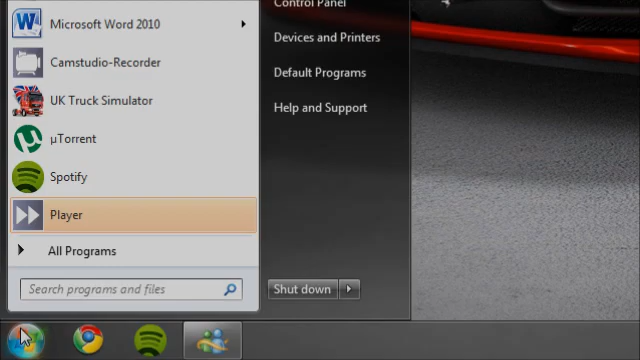 Microsoft Word 2010
Camstudio-Recorder
UK Truck Simulator
µTorrent
Spotify
Player
All Programs
Search programs and files
Control Panel
Devices and Printers
Default Programs
Help and Support
Shut down